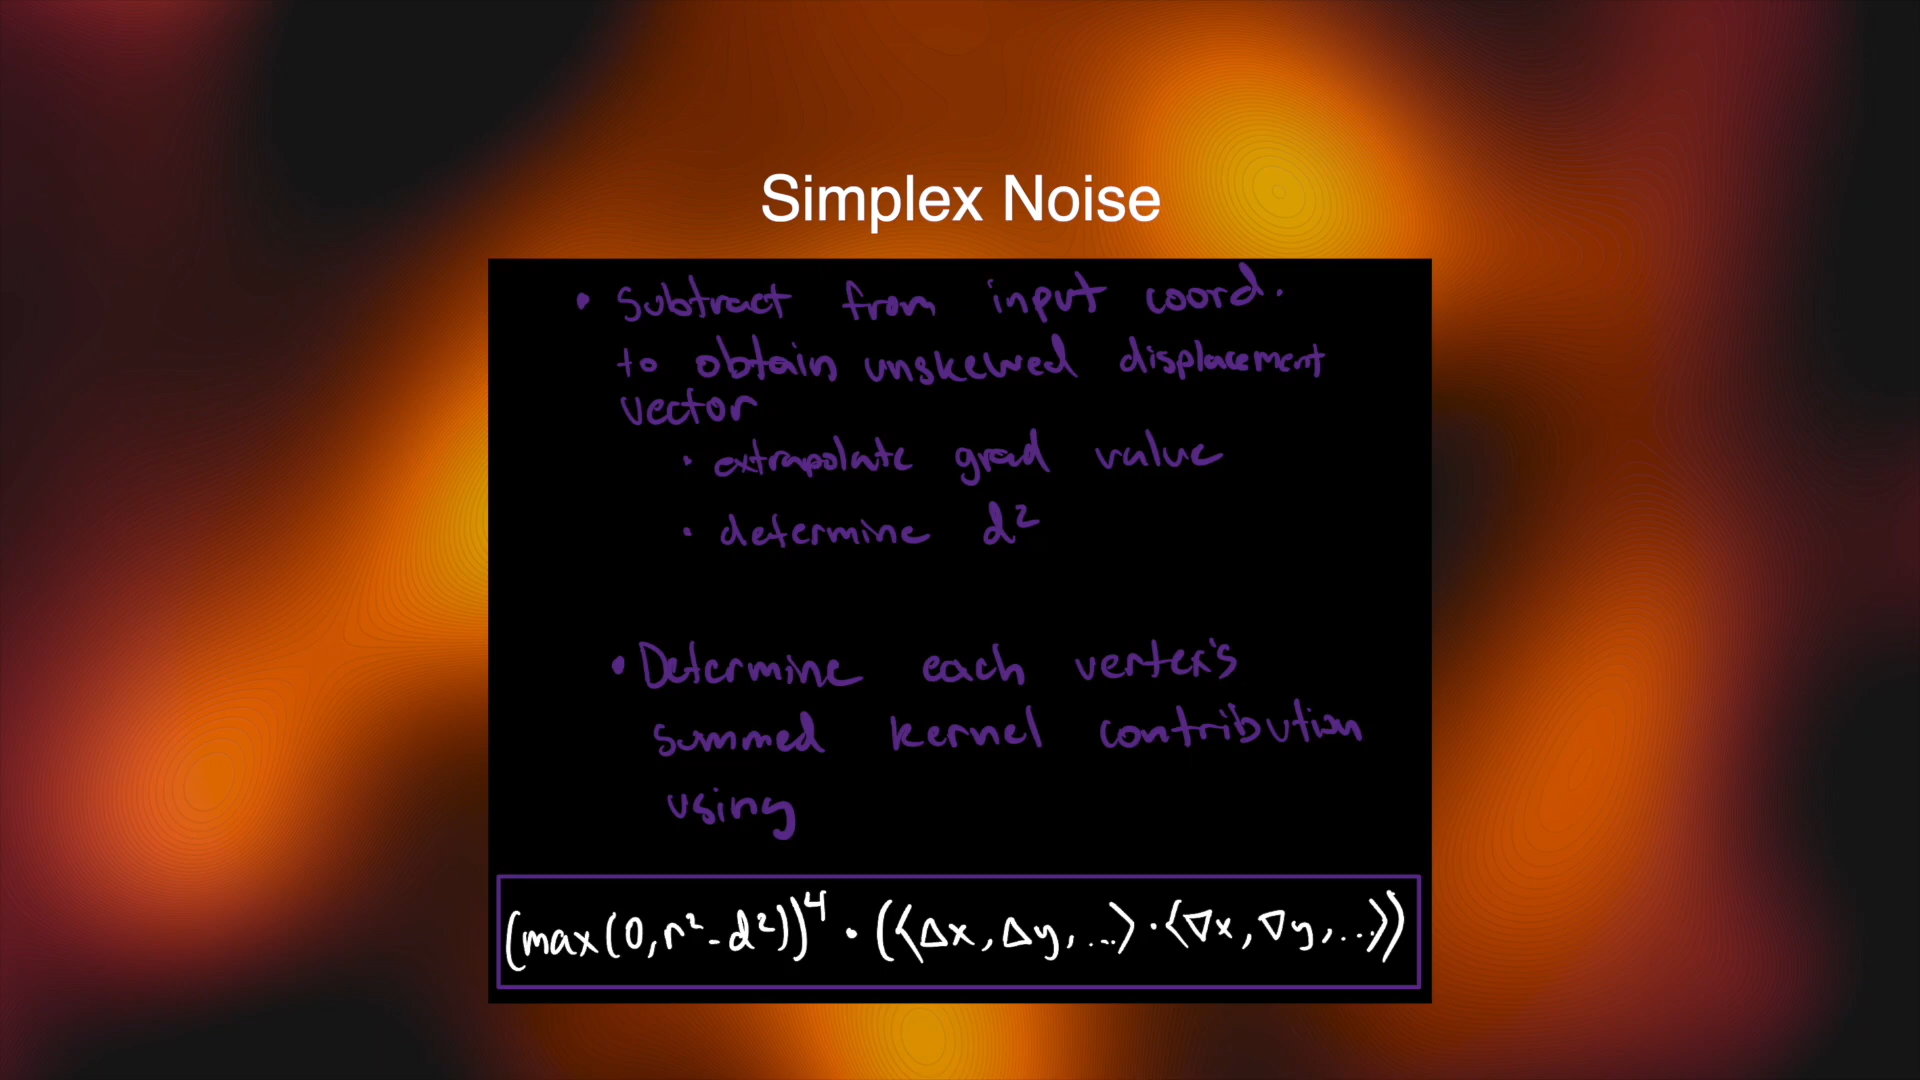 Simplex Noise
• Subtract from input coord.
to obtain unskewed displacement
vector
• extrapolate grad value
• determine d²
• Determine each vertex's
summed kernel contribution
using
(max(0,r²-d²))⁴ • (⟨Δx,Δy,...⟩·⟨∇x,∇y,...⟩)